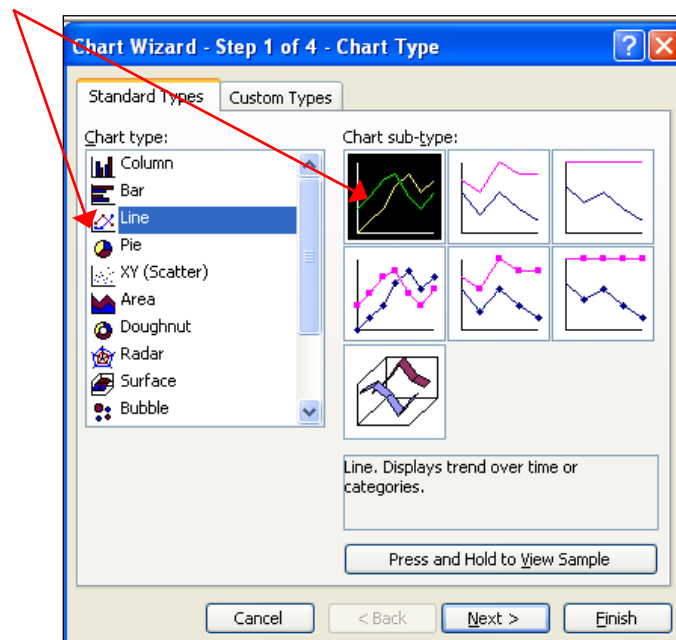 Chart Wizard - Step 1 of 4 - Chart Type
Standard Types
Custom Types
Chart type:
Column
Bar
Line
Pie
XY (Scatter)
Area
Doughnut
Radar
Surface
Bubble
Chart sub-type:
Line. Displays trend over time or
categories.
Press and Hold to View Sample
Cancel
< Back
Next >
Finish